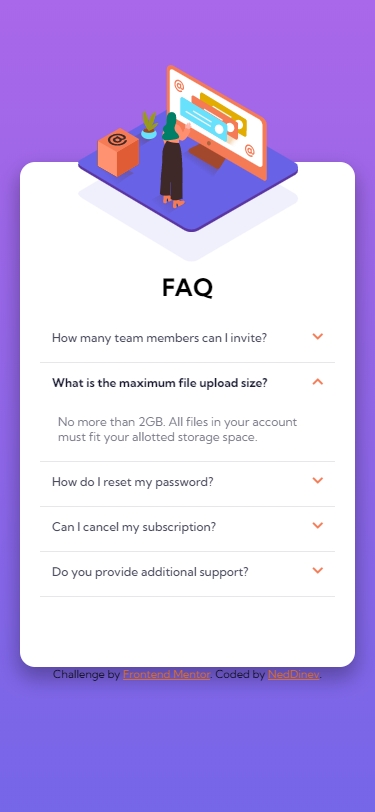 FAQ
How many team members can I invite?
What is the maximum file upload size?
No more than 2GB. All files in your account
must fit your allotted storage space.
How do I reset my password?
Can I cancel my subscription?
Do you provide additional support?
Challenge by Frontend Mentor. Coded by NedDinev.